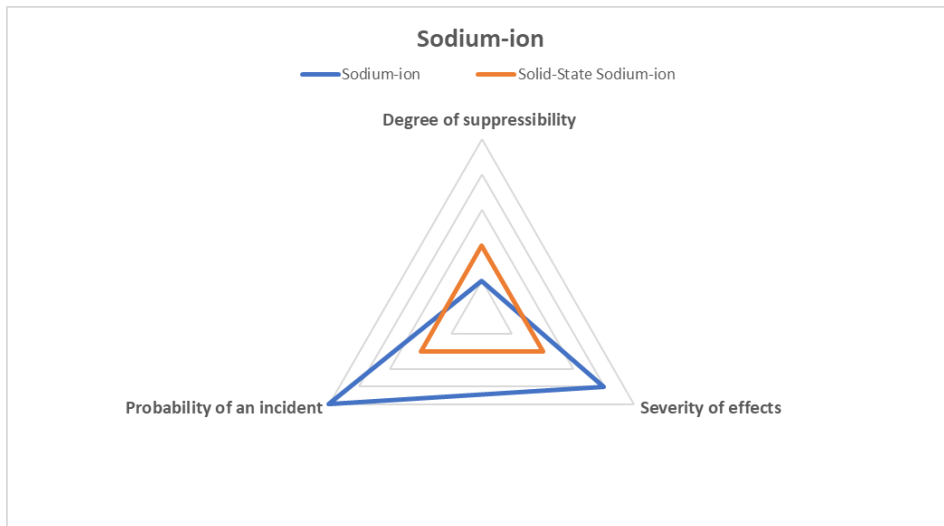 Sodium-ion
Sodium-ion Solid-State Sodium-ion
Degree of suppressibility
Probability of an incident Severity of effects